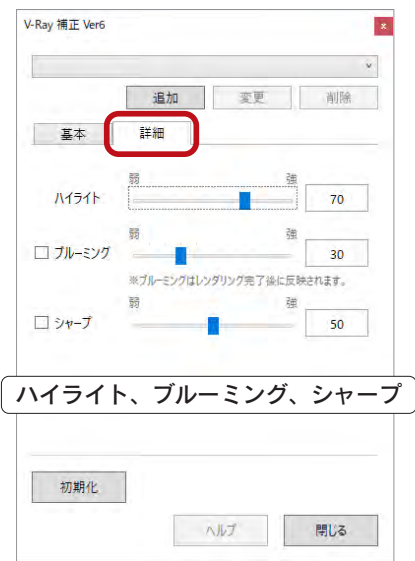 V-Ray 補正 Ver6
x
追加 変更 削除
基本 詳細
弱 強
ハイライト 70
弱 強
ブルーミング 30
※ブルーミングはレンダリング完了後に反映されます。
弱 強
シャープ 50
ハイライト、ブルーミング、シャープ
初期化
ヘルプ 閉じる